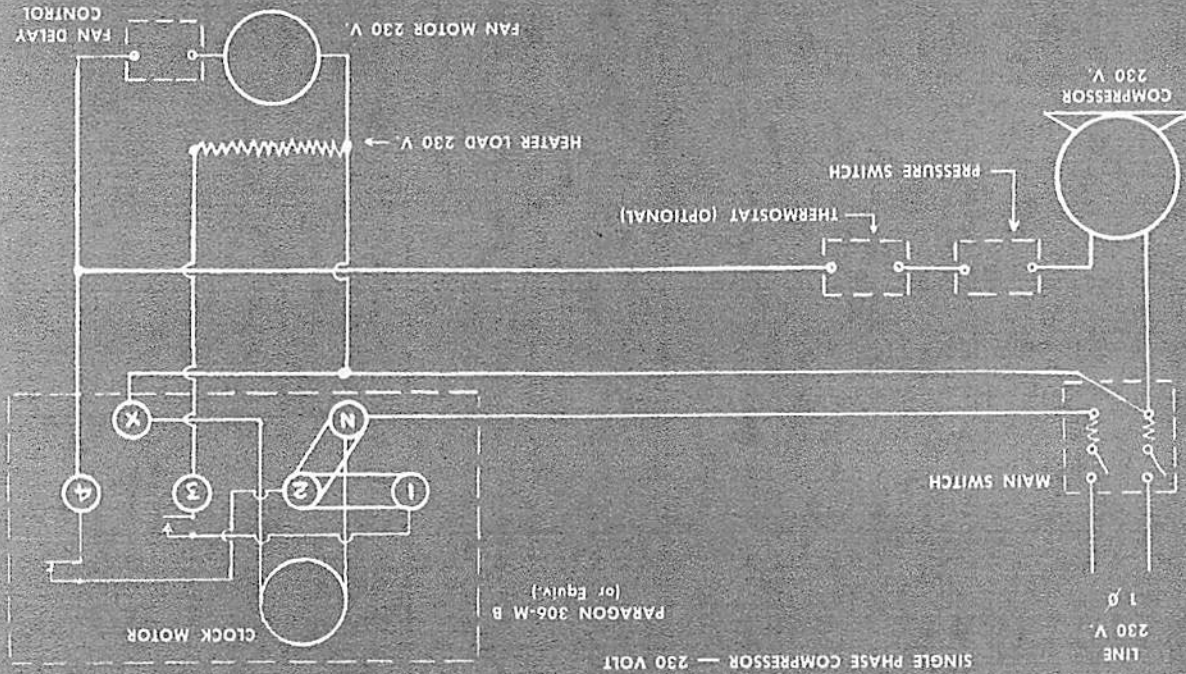 SINGLE PHASE COMPRESSOR — 230 VOLT
LINE
230 V.
1 Ø
PARAGON 306-M B
(or Equiv.)
CLOCK MOTOR
MAIN SWITCH
1
2
3
4
N
X
THERMOSTAT (OPTIONAL)
PRESSURE SWITCH
HEATER LOAD 230 V.
COMPRESSOR
230 V.
FAN MOTOR 230 V
FAN DELAY
CONTROL